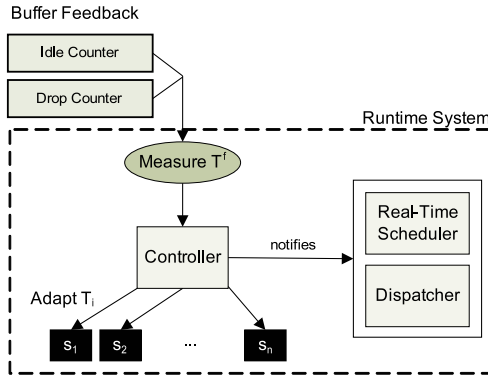 Buffer Feedback
Idle Counter
Drop Counter
Runtime System
Measure T^f
Real-Time
Scheduler
Controller
notifies
Dispatcher
Adapt T_i
s_1 s_2 ... s_n